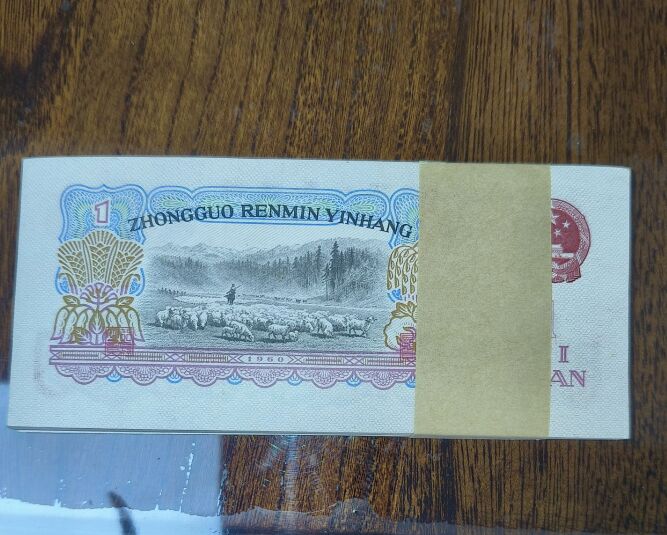 1
ZHONGGUO RENMIN YINHANG
1960
I
AN